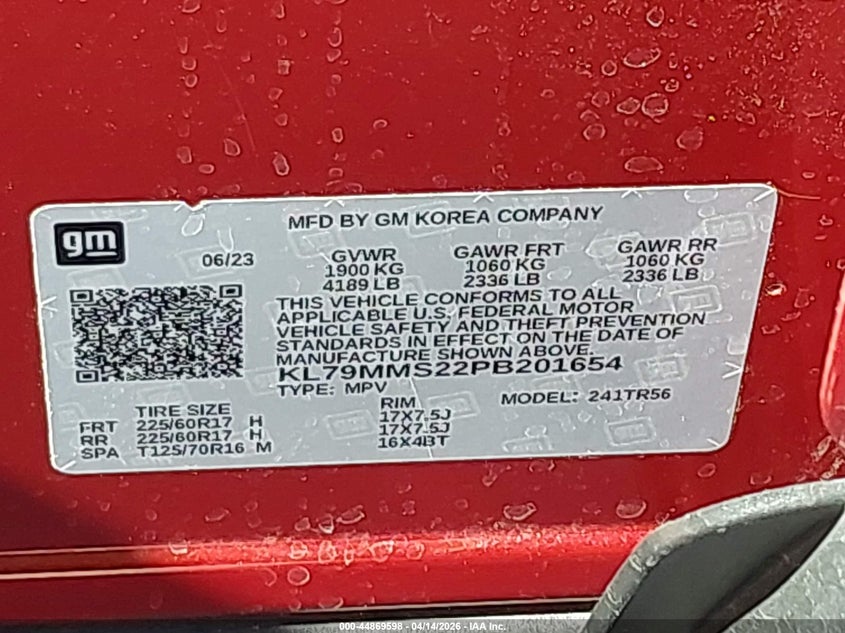 gm
MFD BY GM KOREA COMPANY
06/23
GVWR
1900 KG
4189 LB
GAWR FRT
1060 KG
2336 LB
GAWR RR
1060 KG
2336 LB
THIS VEHICLE CONFORMS TO ALL
APPLICABLE U.S. FEDERAL MOTOR
VEHICLE SAFETY AND THEFT PREVENTION
STANDARDS IN EFFECT ON THE DATE OF
MANUFACTURE SHOWN ABOVE.
KL79MMS22PB201654
TYPE: MPV
MODEL: 241TR56
TIRE SIZE RIM
FRT 225/60R17 H 17X7.5J
RR 225/60R17 H 17X7.5J
SPA T125/70R16 M 16X4BT
000-44869598 - 04/14/2026 - IAA Inc.